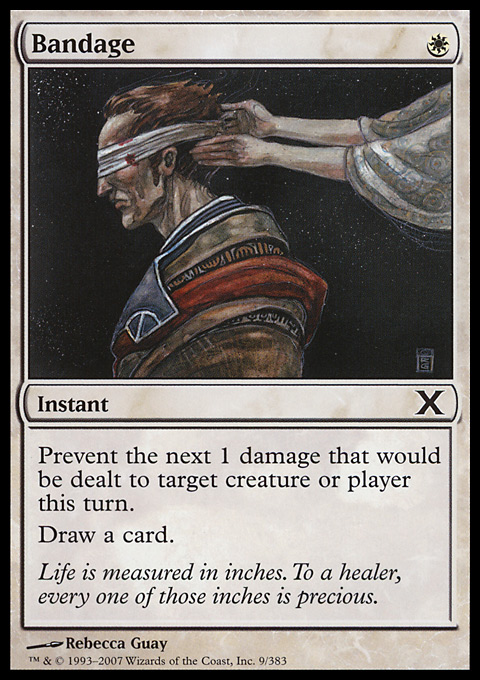 Bandage
Instant
X
Prevent the next 1 damage that would
be dealt to target creature or player
this turn.
Draw a card.
Life is measured in inches. To a healer,
every one of those inches is precious.
Rebecca Guay
™ & © 1993–2007 Wizards of the Coast, Inc. 9/383